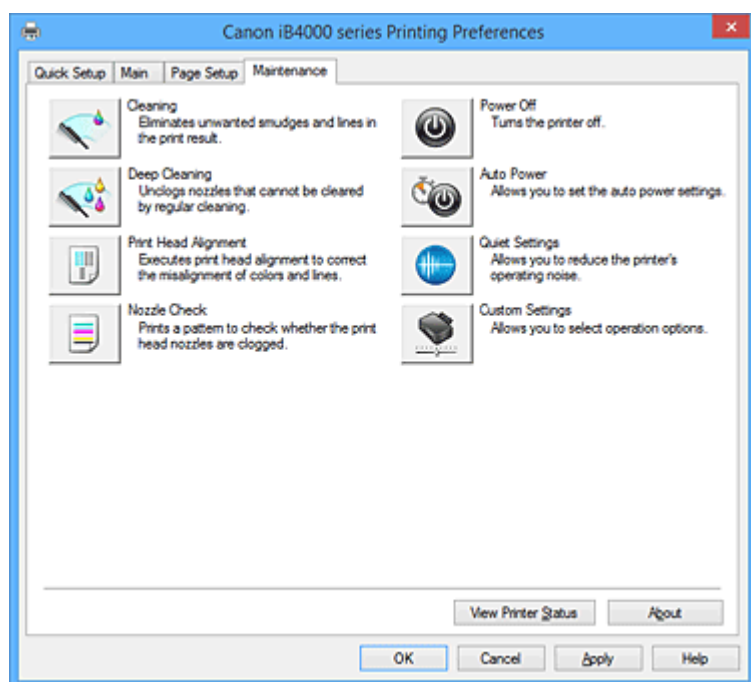 Canon iB4000 series Printing Preferences
Quick Setup Main Page Setup Maintenance
Cleaning
Eliminates unwanted smudges and lines in
the print result.
Deep Cleaning
Unclogs nozzles that cannot be cleared
by regular cleaning.
Print Head Alignment
Executes print head alignment to correct
the misalignment of colors and lines.
Nozzle Check
Prints a pattern to check whether the print
head nozzles are clogged.
Power Off
Turns the printer off.
Auto Power
Allows you to set the auto power settings.
Quiet Settings
Allows you to reduce the printer's
operating noise.
Custom Settings
Allows you to select operation options.
View Printer Status About
OK Cancel Apply Help